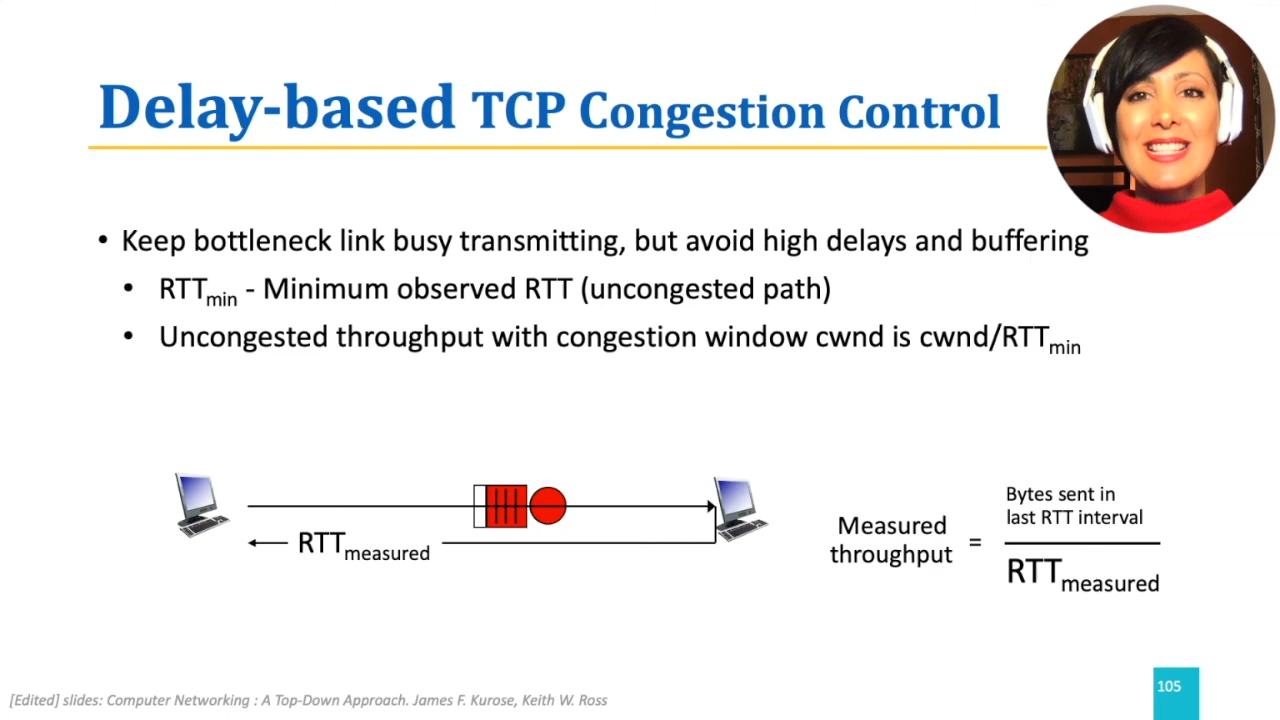 Delay-based TCP Congestion Control
• Keep bottleneck link busy transmitting, but avoid high delays and buffering
• RTTmin - Minimum observed RTT (uncongested path)
• Uncongested throughput with congestion window cwnd is cwnd/RTTmin
RTTmeasured
Measured
throughput
=
Bytes sent in
last RTT interval
RTTmeasured
[Edited] slides: Computer Networking : A Top-Down Approach. James F. Kurose, Keith W. Ross
105